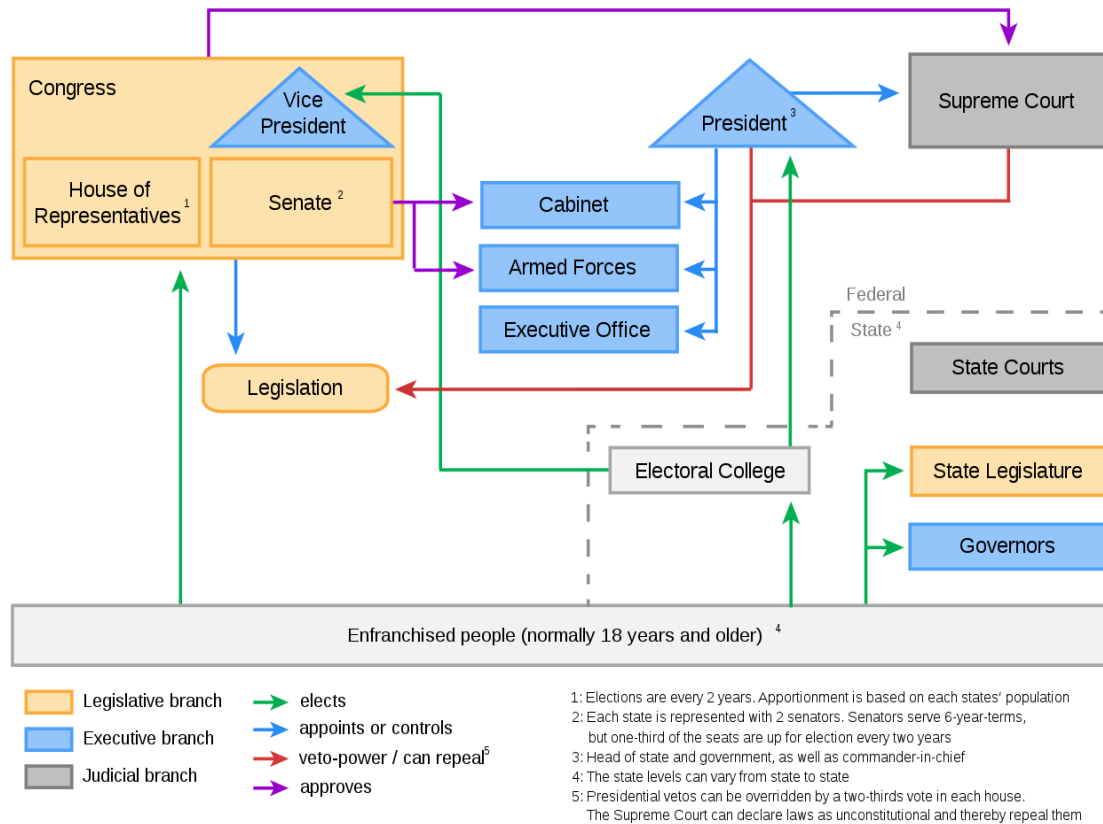 Congress
Vice
President
House of
Representatives 1
Senate 2
President 3
Supreme Court
Cabinet
Armed Forces
Executive Office
Federal
State 4
Legislation
State Courts
Electoral College
State Legislature
Governors
Enfranchised people (normally 18 years and older) 4
Legislative branch
Executive branch
Judicial branch
elects
appoints or controls
veto-power / can repeal5
approves
1: Elections are every 2 years. Apportionment is based on each states' population
2: Each state is represented with 2 senators. Senators serve 6-year-terms,
but one-third of the seats are up for election every two years
3: Head of state and government, as well as commander-in-chief
4: The state levels can vary from state to state
5: Presidential vetos can be overridden by a two-thirds vote in each house.
The Supreme Court can declare laws as unconstitutional and thereby repeal them